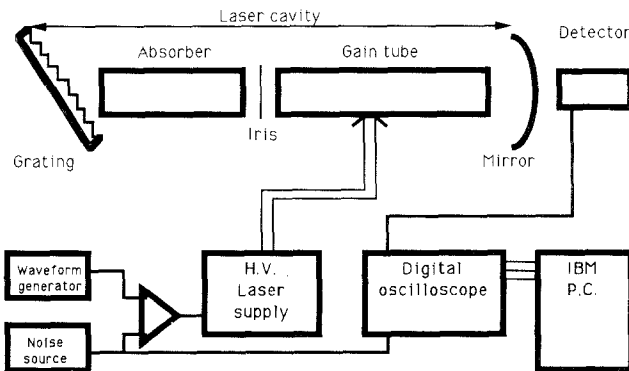 Laser cavity
Absorber
Gain tube
Detector
Iris
Grating
Mirror
Waveform
generator
H.V.
Laser
supply
Digital
oscilloscope
IBM
P.C.
Noise
source